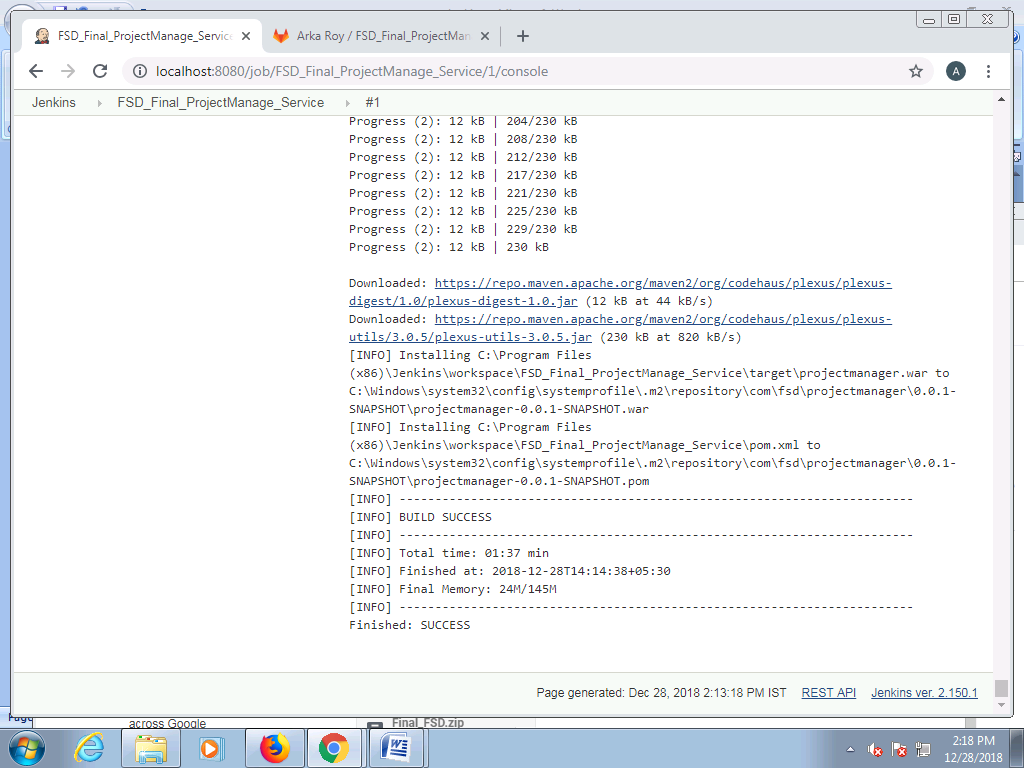 FSD_Final_ProjectManage_Service
Arka Roy / FSD_Final_ProjectMan
localhost:8080/job/FSD_Final_ProjectManage_Service/1/console
A
Jenkins
FSD_Final_ProjectManage_Service
#1
Progress (2): 12 kB | 204/230 kB
Progress (2): 12 kB | 208/230 kB
Progress (2): 12 kB | 212/230 kB
Progress (2): 12 kB | 217/230 kB
Progress (2): 12 kB | 221/230 kB
Progress (2): 12 kB | 225/230 kB
Progress (2): 12 kB | 229/230 kB
Progress (2): 12 kB | 230 kB
Downloaded: https://repo.maven.apache.org/maven2/org/codehaus/plexus/plexus-
digest/1.0/plexus-digest-1.0.jar (12 kB at 44 kB/s)
Downloaded: https://repo.maven.apache.org/maven2/org/codehaus/plexus/plexus-
utils/3.0.5/plexus-utils-3.0.5.jar (230 kB at 820 kB/s)
[INFO] Installing C:\Program Files
(x86)\Jenkins\workspace\FSD_Final_ProjectManage_Service\target\projectmanager.war to
C:\Windows\system32\config\systemprofile\.m2\repository\com\fsd\projectmanager\0.0.1-
SNAPSHOT\projectmanager-0.0.1-SNAPSHOT.war
[INFO] Installing C:\Program Files
(x86)\Jenkins\workspace\FSD_Final_ProjectManage_Service\pom.xml to
C:\Windows\system32\config\systemprofile\.m2\repository\com\fsd\projectmanager\0.0.1-
SNAPSHOT\projectmanager-0.0.1-SNAPSHOT.pom
[INFO] ------------------------------------------------------------------------
[INFO] BUILD SUCCESS
[INFO] ------------------------------------------------------------------------
[INFO] Total time: 01:37 min
[INFO] Finished at: 2018-12-28T14:14:38+05:30
[INFO] Final Memory: 24M/145M
[INFO] ------------------------------------------------------------------------
Finished: SUCCESS
Page generated: Dec 28, 2018 2:13:18 PM IST
REST API
Jenkins ver. 2.150.1
Page
across Google
Final_FSD.zip
2:18 PM
12/28/2018